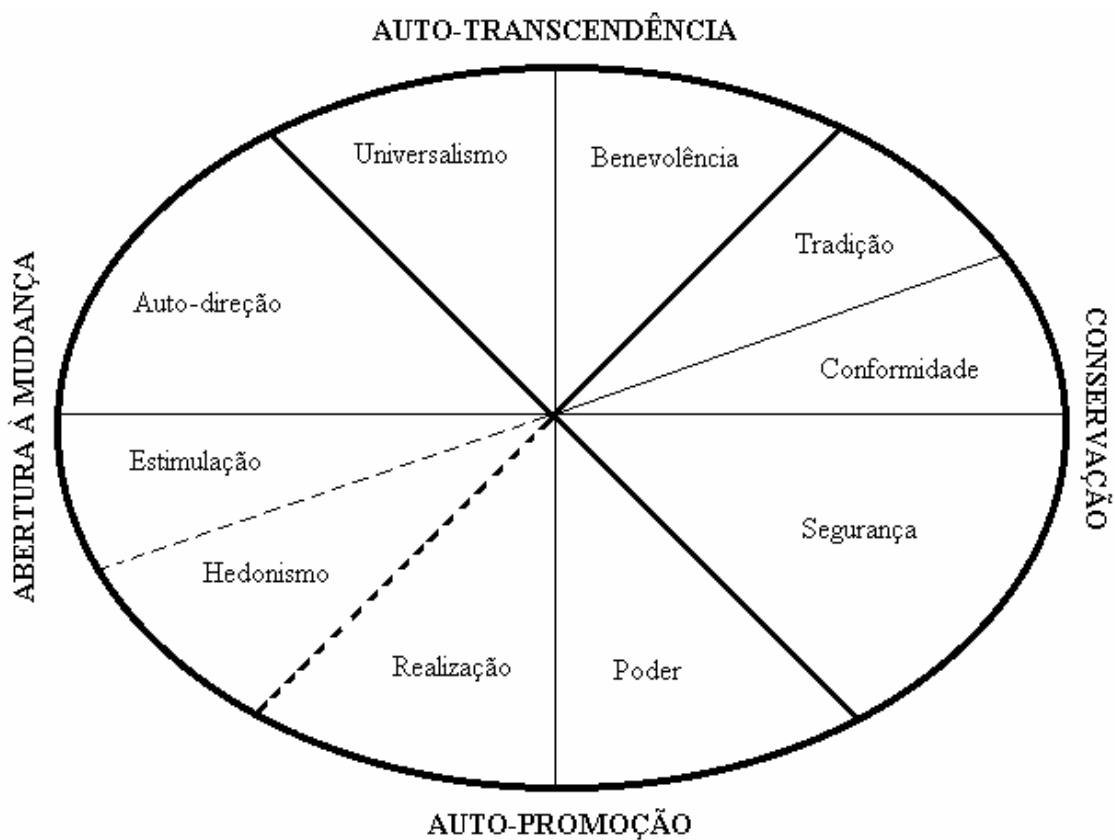 AUTO-TRANSCENDÊNCIA
Universalismo
Benevolência
Tradição
Auto-direção
Conformidade
ABERTURA À MUDANÇA
CONSERVAÇÃO
Estimulação
Segurança
Hedonismo
Realização
Poder
AUTO-PROMOÇÃO